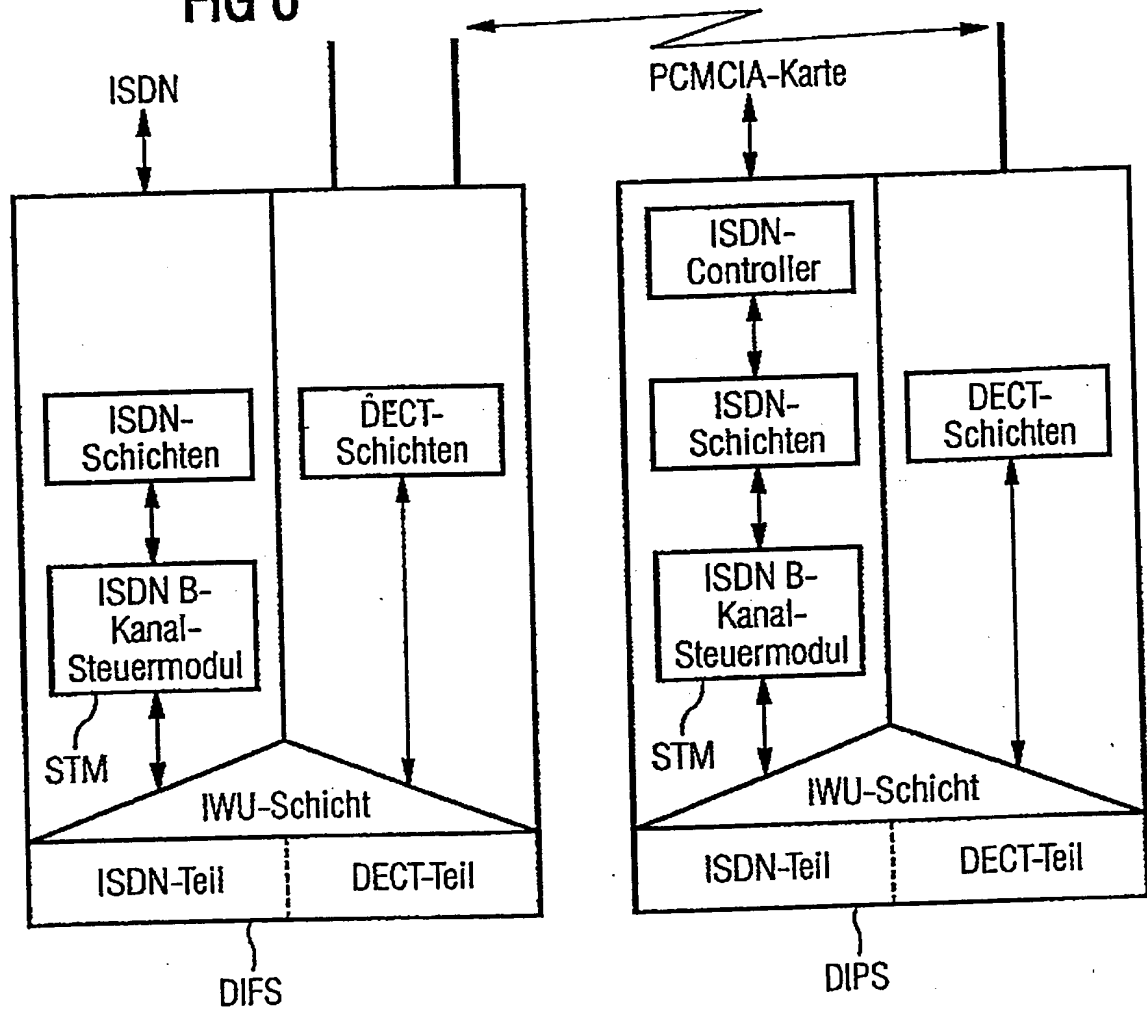 FIG
ISDN
PCMCIA-Karte
ISDN-
Controller
ISDN-
Schichten
DECT-
Schichten
ISDN-
Schichten
DECT-
Schichten
ISDN B-
Kanal-
Steuermodul
ISDN B-
Kanal-
Steuermodul
STM
STM
IWU-Schicht
IWU-Schicht
ISDN-Teil
DECT-Teil
ISDN-Teil
DECT-Teil
DIFS
DIPS